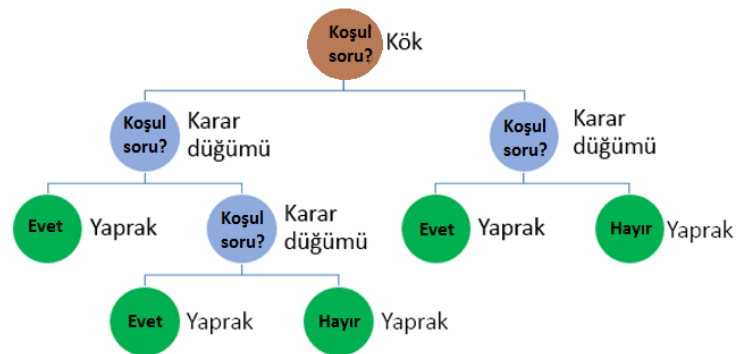 Koşul
soru?
Kök
Koşul
soru?
Karar
düğümü
Koşul
soru?
Karar
düğümü
Evet
Yaprak
Koşul
soru?
Karar
düğümü
Evet
Yaprak
Hayır
Yaprak
Evet
Yaprak
Hayır
Yaprak